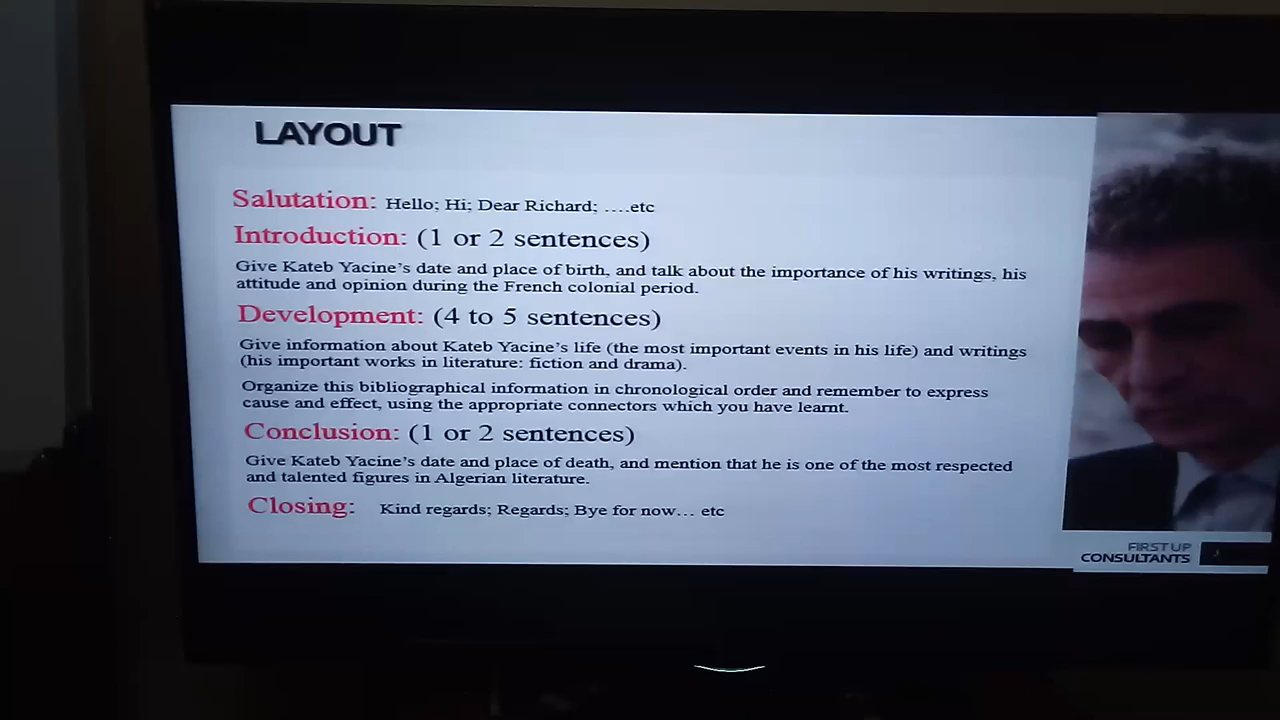 LAYOUT
Salutation: Hello; Hi; Dear Richard; ....etc
Introduction: (1 or 2 sentences)
Give Kateb Yacine's date and place of birth, and talk about the importance of his writings, his
attitude and opinion during the French colonial period.
Development: (4 to 5 sentences)
Give information about Kateb Yacine's life (the most important events in his life) and writings
(his important works in literature: fiction and drama).
Organize this bibliographical information in chronological order and remember to express
cause and effect, using the appropriate connectors which you have learnt.
Conclusion: (1 or 2 sentences)
Give Kateb Yacine's date and place of death, and mention that he is one of the most respected
and talented figures in Algerian literature.
Closing: Kind regards; Regards; Bye for now... etc
FIRST UP
CONSULTANTS